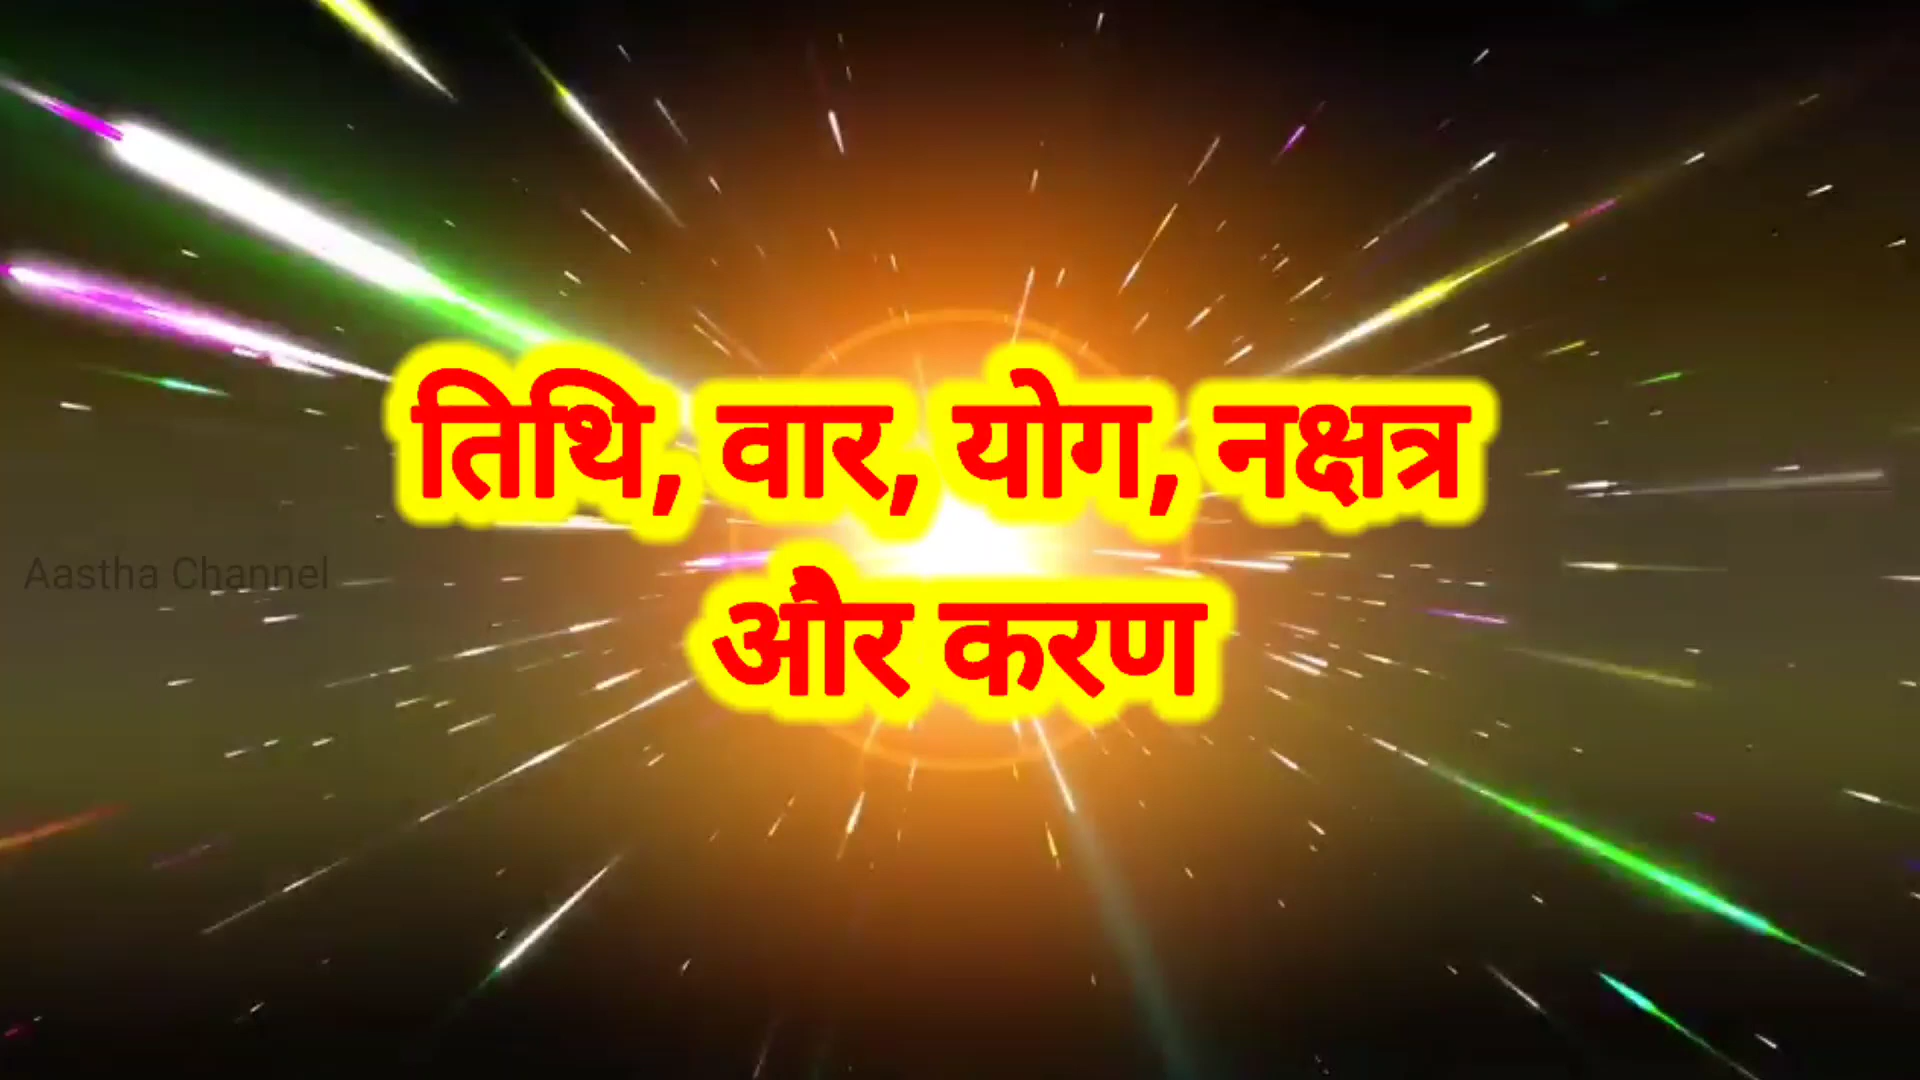 तिथि, वार, योग, नक्षत्र
Aastha Channel
और करण